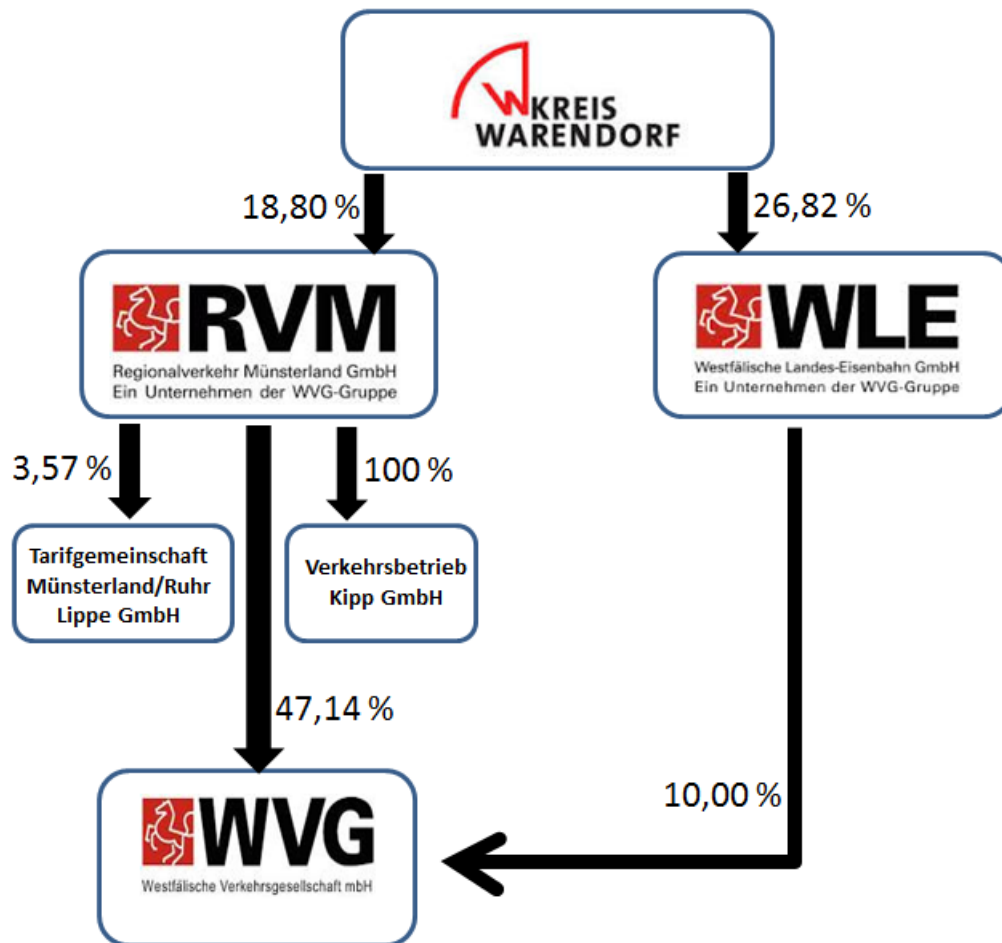 KREIS
WARENDORF
18,80 %
26,82 %
RVM
Regionalverkehr Münsterland GmbH
Ein Unternehmen der WVG-Gruppe
WLE
Westfälische Landes-Eisenbahn GmbH
Ein Unternehmen der WVG-Gruppe
3,57 %
100 %
Tarifgemeinschaft
Münsterland/Ruhr
Lippe GmbH
Verkehrsbetrieb
Kipp GmbH
47,14 %
10,00 %
WVG
Westfälische Verkehrsgesellschaft mbH